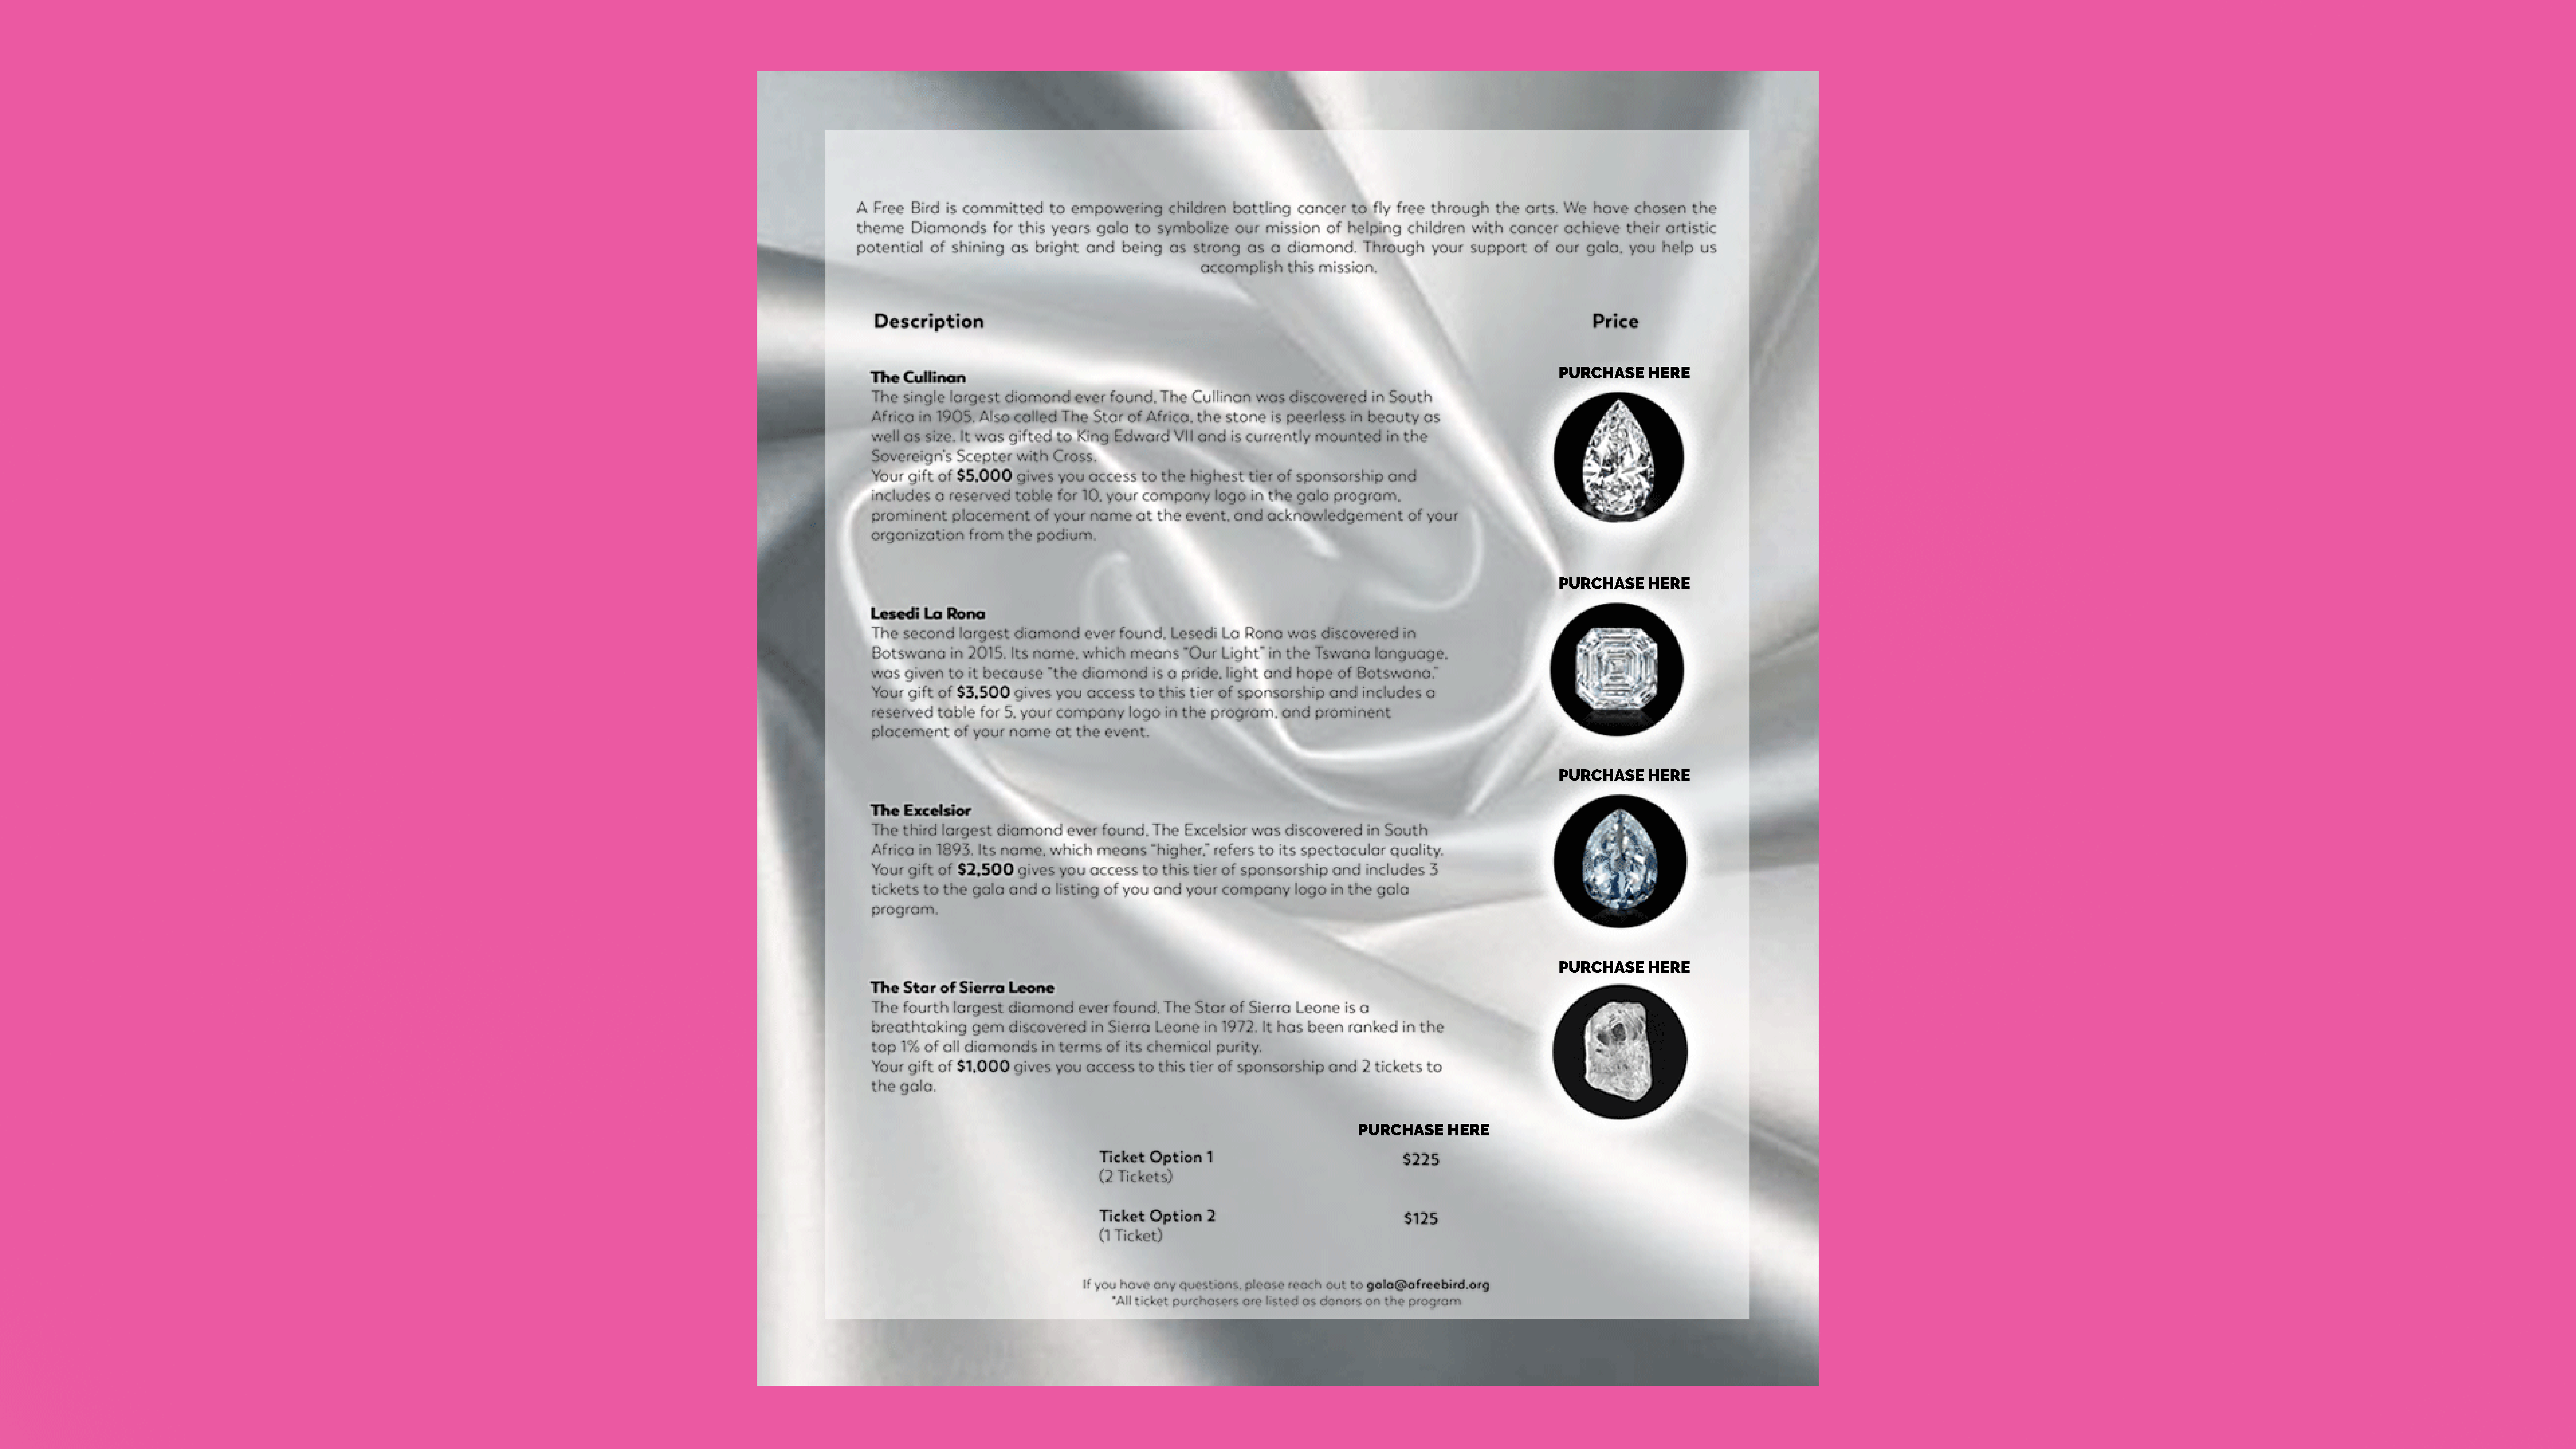 A Free Bird is committed to empowering children battling cancer to fly free through the arts. We have chosen the
theme Diamonds for this years gala to symbolize our mission of helping children with cancer achieve their artistic
potential of shining as bright and being as strong as a diamond. Through your support of our gala, you help us
accomplish this mission.
Description
Price
The Cullinan
The single largest diamond ever found, The Cullinan was discovered in South
Africa in 1905. Also called The Star of Africa, the stone is peerless in beauty as
well as size. It was gifted to King Edward VII and is currently mounted in the
Sovereign's Scepter with Cross.
Your gift of $5,000 gives you access to the highest tier of sponsorship and
includes a reserved table for 10, your company logo in the gala program,
prominent placement of your name at the event, and acknowledgement of your
organization from the podium.
PURCHASE HERE
Lesedi La Rona
The second largest diamond ever found, Lesedi La Rona was discovered in
Botswana in 2015. Its name, which means “Our Light” in the Tswana language,
was given to it because “the diamond is a pride, light and hope of Botswana.”
Your gift of $3,500 gives you access to this tier of sponsorship and includes a
reserved table for 5, your company logo in the program, and prominent
placement of your name at the event.
PURCHASE HERE
The Excelsior
The third largest diamond ever found, The Excelsior was discovered in South
Africa in 1893. Its name, which means “higher,” refers to its spectacular quality.
Your gift of $2,500 gives you access to this tier of sponsorship and includes 3
tickets to the gala and a listing of you and your company logo in the gala
program.
PURCHASE HERE
The Star of Sierra Leone
The fourth largest diamond ever found, The Star of Sierra Leone is a
breathtaking gem discovered in Sierra Leone in 1972. It has been ranked in the
top 1% of all diamonds in terms of its chemical purity.
Your gift of $1,000 gives you access to this tier of sponsorship and 2 tickets to
the gala.
PURCHASE HERE
PURCHASE HERE
Ticket Option 1 $225
(2 Tickets)
Ticket Option 2 $125
(1 Ticket)
If you have any questions, please reach out to gala@afreebird.org
*All ticket purchasers are listed as donors on the program